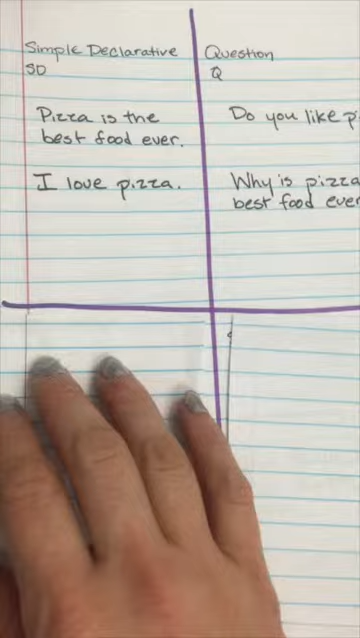 Simple Declarative
SD
Pizza is the
best food ever.
I love pizza.
Question
Q
Do you like
Why is pizza
best food ever